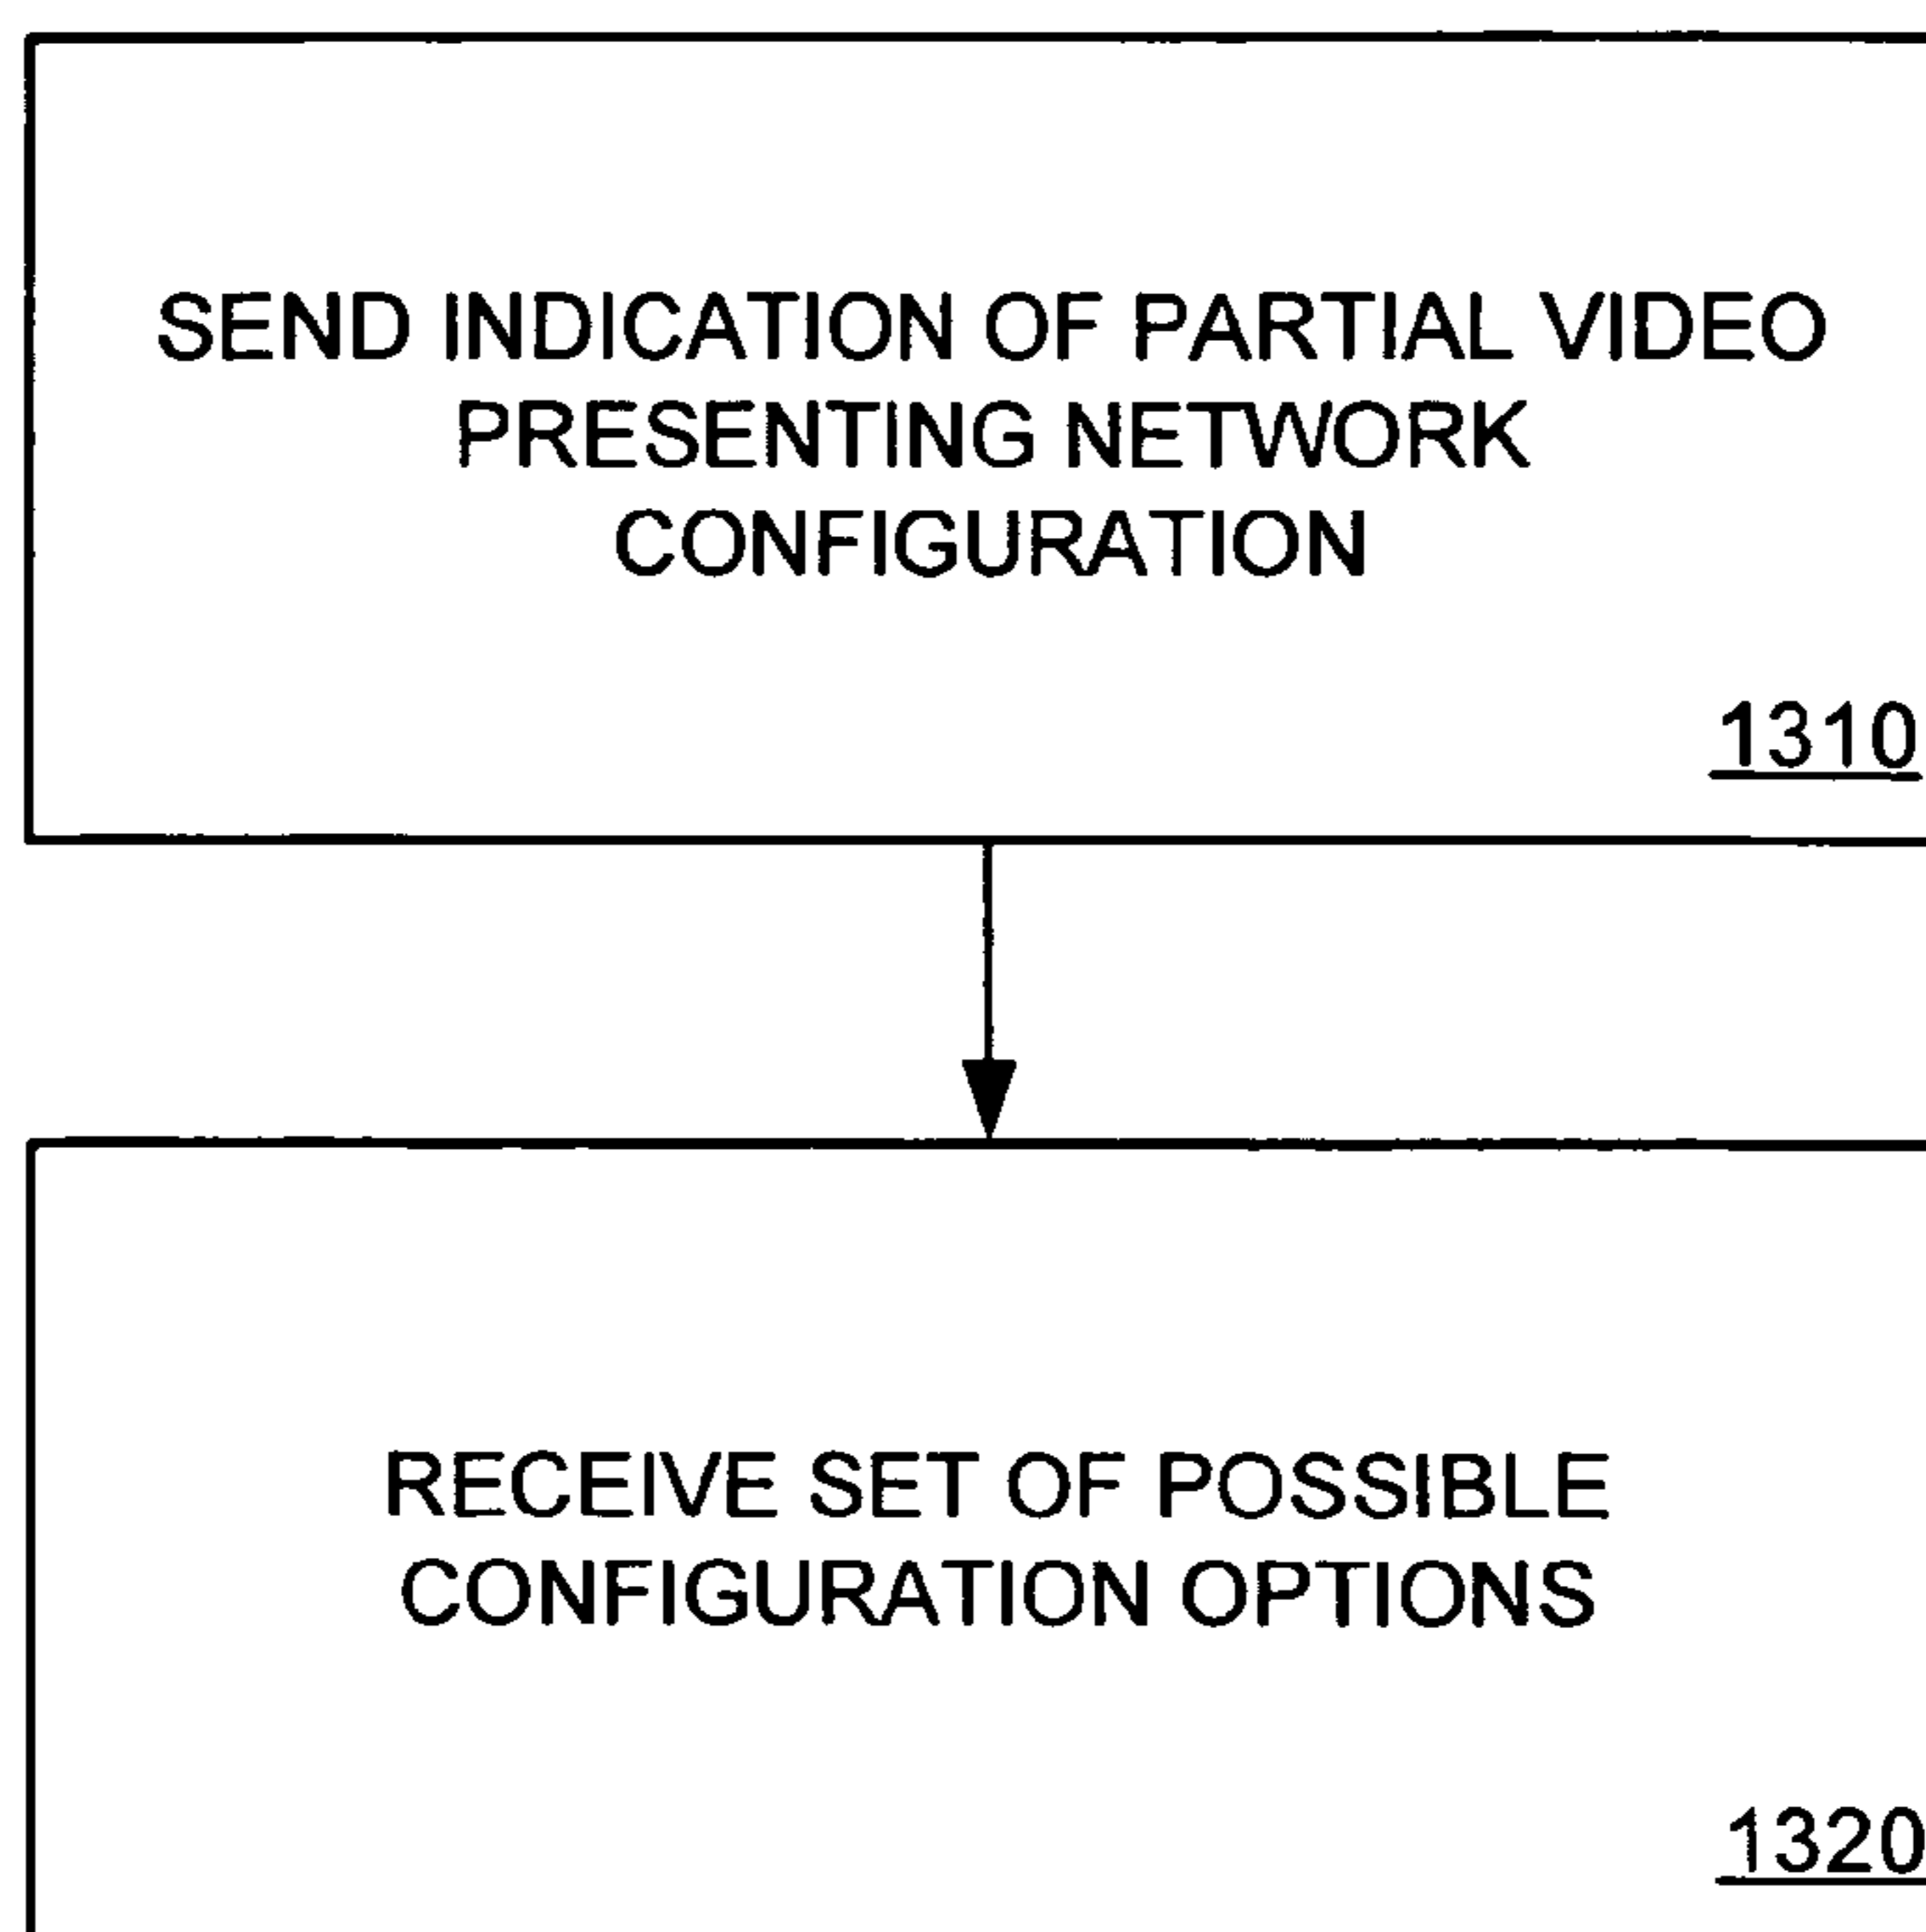 SEND INDICATION OF PARTIAL VIDEO
PRESENTING NETWORK
CONFIGURATION
1310
RECEIVE SET OF POSSIBLE
CONFIGURATION OPTIONS
1320